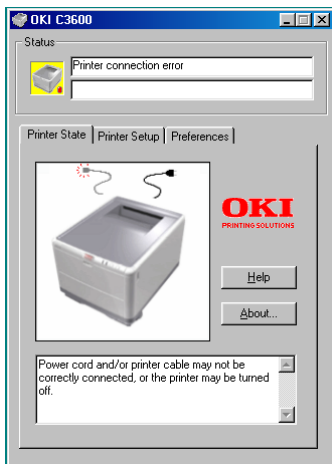 OKI C3600
Status
Printer connection error
Printer State
Printer Setup
Preferences
OKI
PRINTING SOLUTIONS
Help
About...
Power cord and/or printer cable may not be
correctly connected, or the printer may be turned
off.